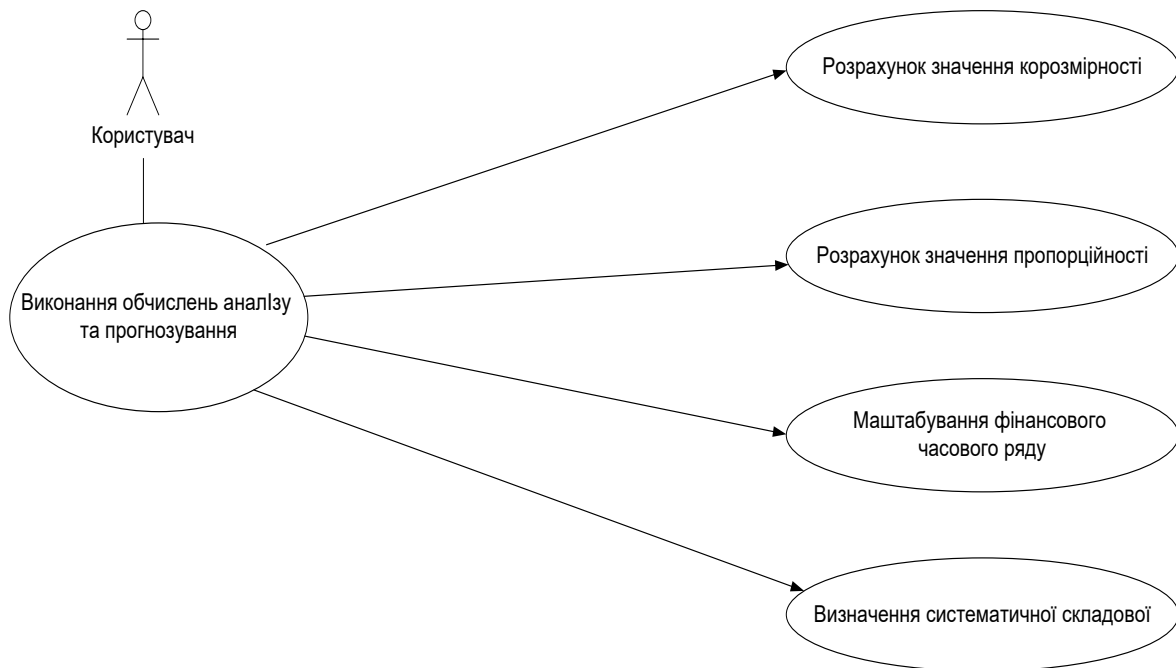 Розрахунок значення корозмірності
Користувач
Розрахунок значення пропорційності
Виконання обчислень аналІзу
та прогнозування
Маштабування фінансового
часового ряду
Визначення систематичної складової